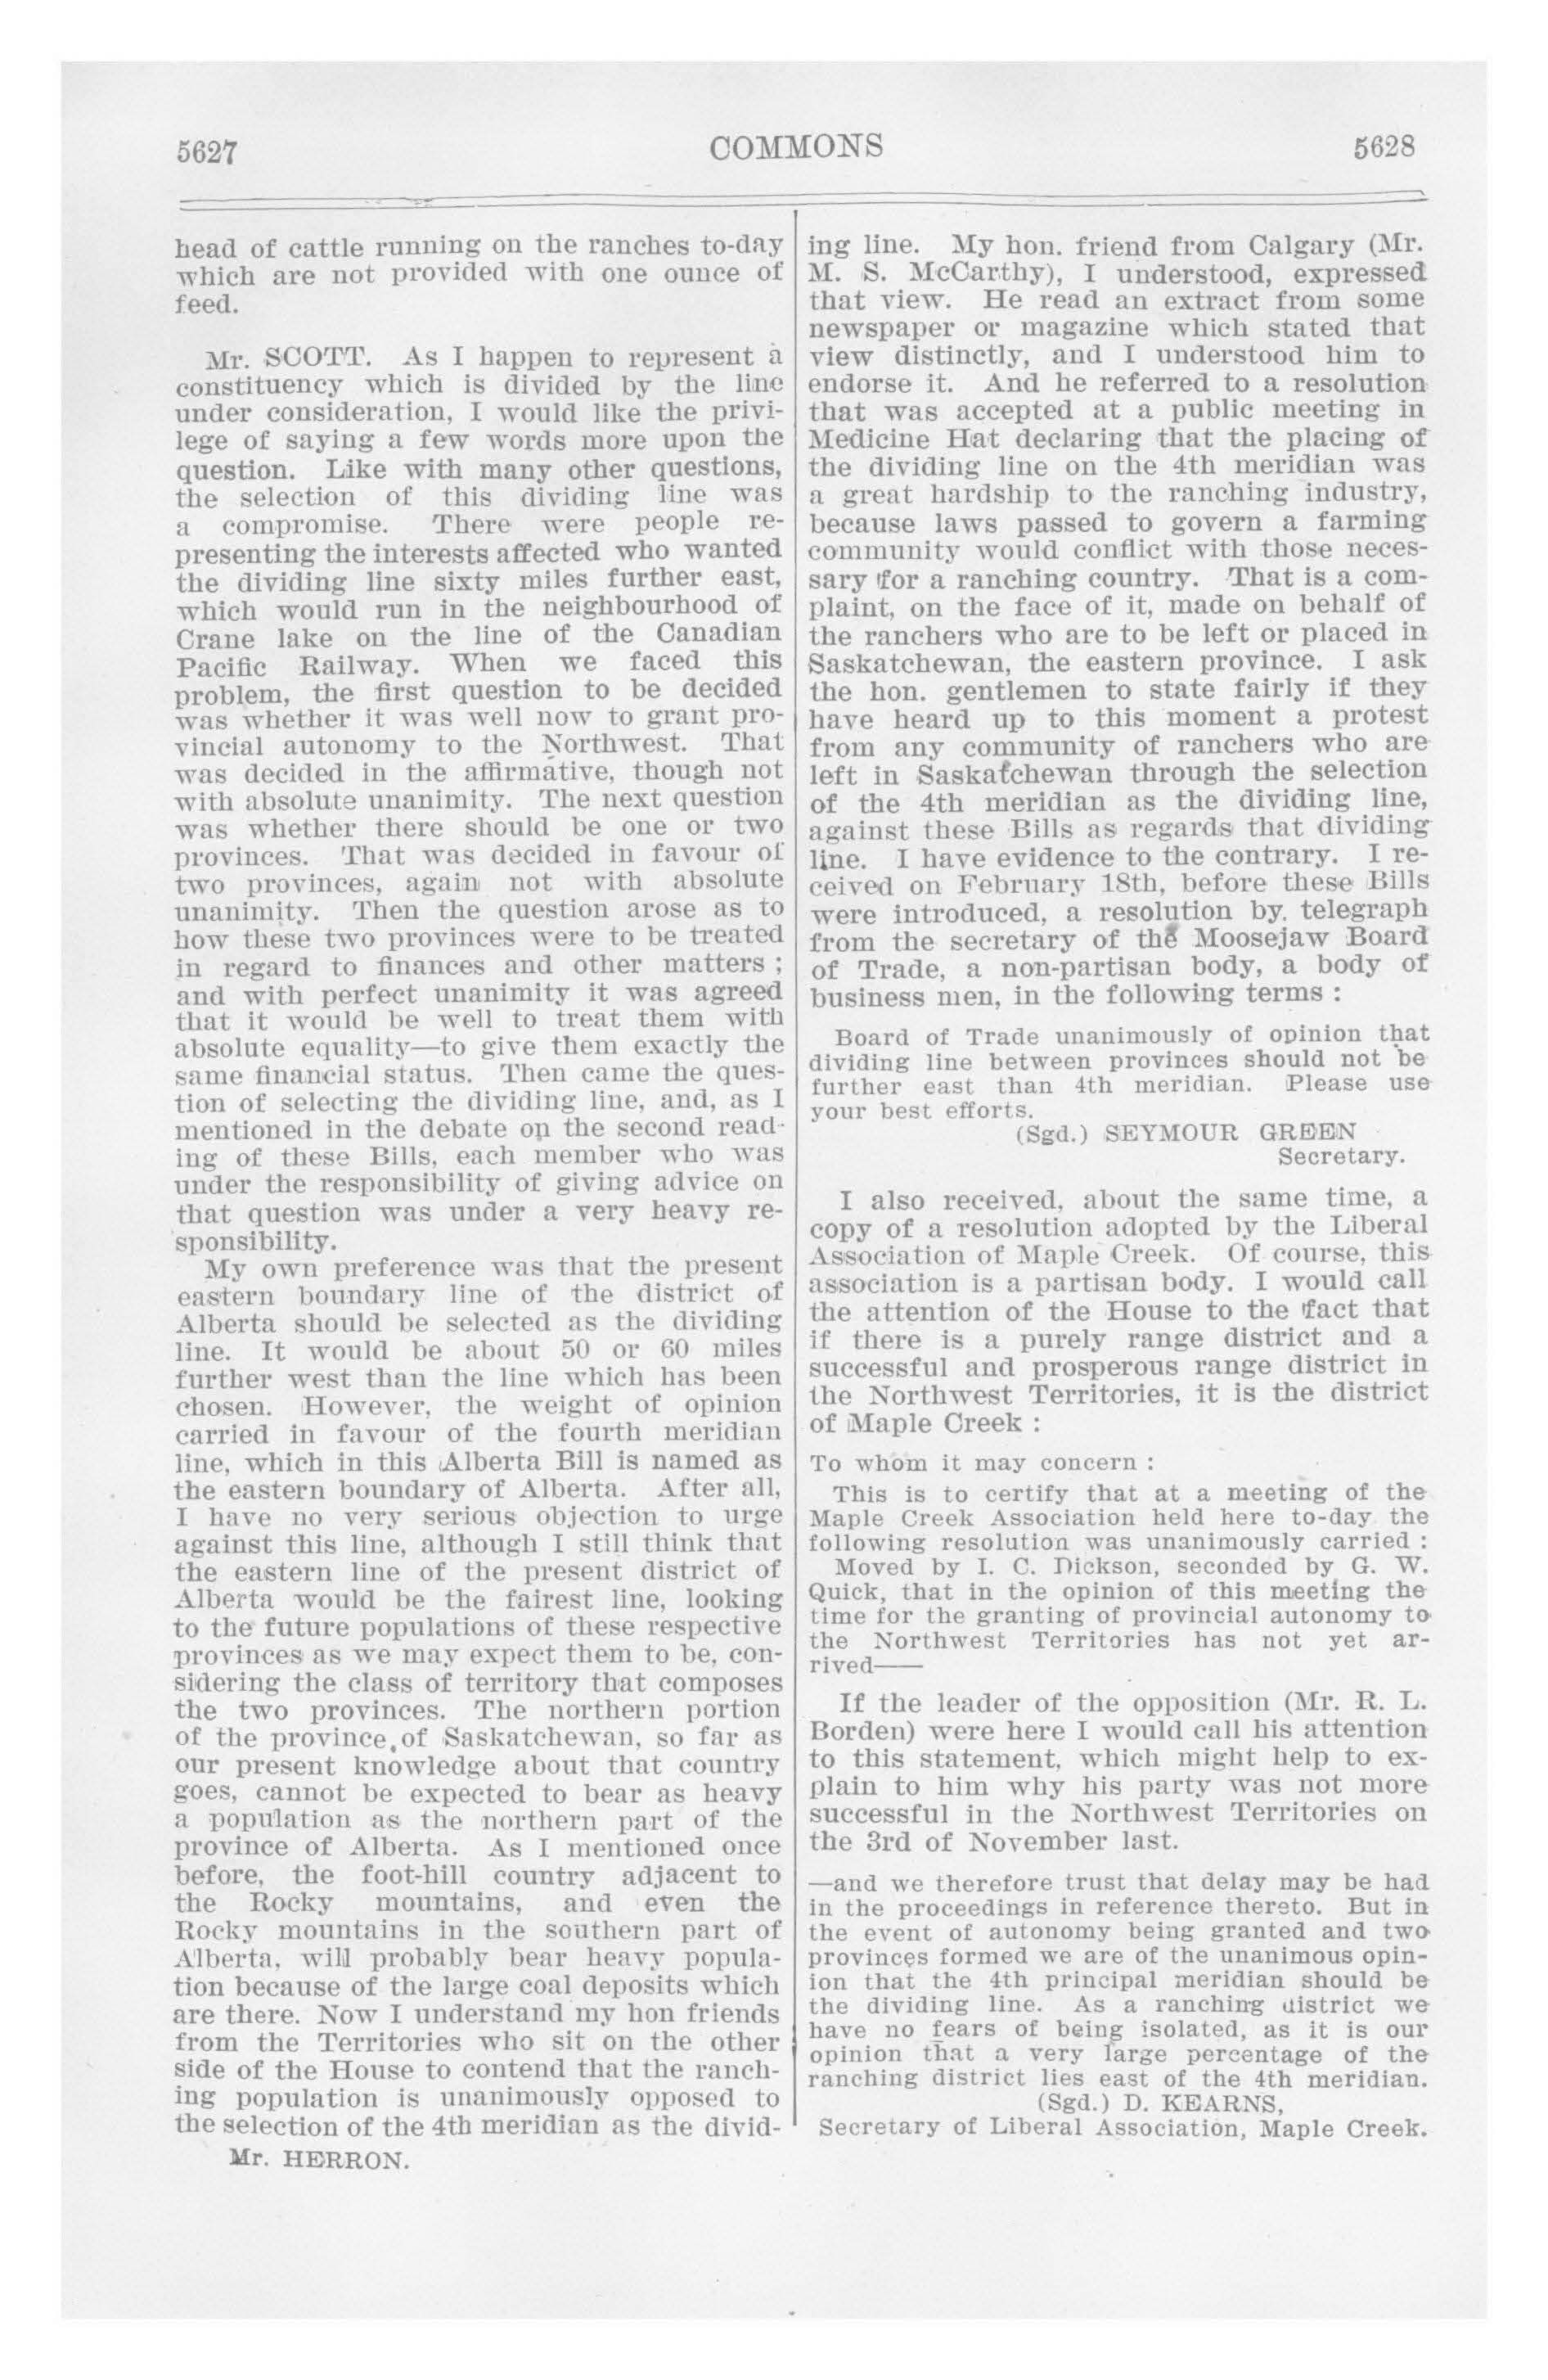 5627
COMMONS
5628
head of cattle running on the ranches to-day
which are not provided with one ounce of
feed.
Mr. SCOTT. As I happen to represent a
constituency which is divided by the line
under consideration, I would like the privi-
lege of saying a few words more upon the
question. Like with many other questions,
the selection of this dividing line was
a compromise. There were people re-
presenting the interests affected who wanted
the dividing line sixty miles further east,
which would run in the neighbourhood of
Crane lake on the line of the Canadian
Pacific Railway. When we faced this
problem, the first question to be decided
was whether it was well now to grant pro-
vincial autonomy to the Northwest. That
was decided in the affirmative, though not
with absolute unanimity. The next question
was whether there should be one or two
provinces. That was decided in favour of
two provinces, again not with absolute
unanimity. Then the question arose as to
how these two provinces were to be treated
in regard to finances and other matters ;
and with perfect unanimity it was agreed
that it would be well to treat them with
absolute equality—to give them exactly the
same financial status. Then came the ques-
tion of selecting the dividing line, and, as I
mentioned in the debate on the second read-
ing of these Bills, each member who was
under the responsibility of giving advice on
that question was under a very heavy re-
sponsibility.
My own preference was that the present
eastern boundary line of the district of
Alberta should be selected as the dividing
line. It would be about 50 or 60 miles
further west than the line which has been
chosen. However, the weight of opinion
carried in favour of the fourth meridian
line, which in this Alberta Bill is named as
the eastern boundary of Alberta. After all,
I have no very serious objection to urge
against this line, although I still think that
the eastern line of the present district of
Alberta would be the fairest line, looking
to the future populations of these respective
provinces as we may expect them to be, con-
sidering the class of territory that composes
the two provinces. The northern portion
of the province of Saskatchewan, so far as
our present knowledge about that country
goes, cannot be expected to bear as heavy
a population as the northern part of the
province of Alberta. As I mentioned once
before, the foot-hill country adjacent to
the Rocky mountains, and even the
Rocky mountains in the southern part of
Alberta, will probably bear heavy popula-
tion because of the large coal deposits which
are there. Now I understand my hon friends
from the Territories who sit on the other
side of the House to contend that the ranch-
ing population is unanimously opposed to
the selection of the 4th meridian as the divid-
Mr. HERRON.
ing line. My hon. friend from Calgary (Mr.
M. S. McCarthy), I understood, expressed
that view. He read an extract from some
newspaper or magazine which stated that
view distinctly, and I understood him to
endorse it. And he referred to a resolution
that was accepted at a public meeting in
Medicine Hat declaring that the placing of
the dividing line on the 4th meridian was
a great hardship to the ranching industry,
because laws passed to govern a farming
community would conflict with those neces-
sary for a ranching country. That is a com-
plaint, on the face of it, made on behalf of
the ranchers who are to be left or placed in
Saskatchewan, the eastern province. I ask
the hon. gentlemen to state fairly if they
have heard up to this moment a protest
from any community of ranchers who are
left in Saskatchewan through the selection
of the 4th meridian as the dividing line,
against these Bills as regards that dividing
line. I have evidence to the contrary. I re-
ceived on February 18th, before these Bills
were introduced, a resolution by telegraph
from the secretary of the Moosejaw Board
of Trade, a non-partisan body, a body of
business men, in the following terms :
Board of Trade unanimously of opinion that
dividing line between provinces should not be
further east than 4th meridian. Please use
your best efforts.
(Sgd.) SEYMOUR GREEN
Secretary.
I also received, about the same time, a
copy of a resolution adopted by the Liberal
Association of Maple Creek. Of course, this
association is a partisan body. I would call
the attention of the House to the fact that
if there is a purely range district and a
successful and prosperous range district in
the Northwest Territories, it is the district
of Maple Creek :
To whom it may concern :
This is to certify that at a meeting of the
Maple Creek Association held here to-day the
following resolution was unanimously carried :
Moved by I. C. Dickson, seconded by G. W.
Quick, that in the opinion of this meeting the
time for the granting of provincial autonomy to
the Northwest Territories has not yet ar-
rived——
If the leader of the opposition (Mr. R. L.
Borden) were here I would call his attention
to this statement, which might help to ex-
plain to him why his party was not more
successful in the Northwest Territories on
the 3rd of November last.
—and we therefore trust that delay may be had
in the proceedings in reference thereto. But in
the event of autonomy being granted and two
provinces formed we are of the unanimous opin-
ion that the 4th principal meridian should be
the dividing line. As a ranching district we
have no fears of being isolated, as it is our
opinion that a very large percentage of the
ranching district lies east of the 4th meridian.
(Sgd.) D. KEARNS,
Secretary of Liberal Association, Maple Creek.